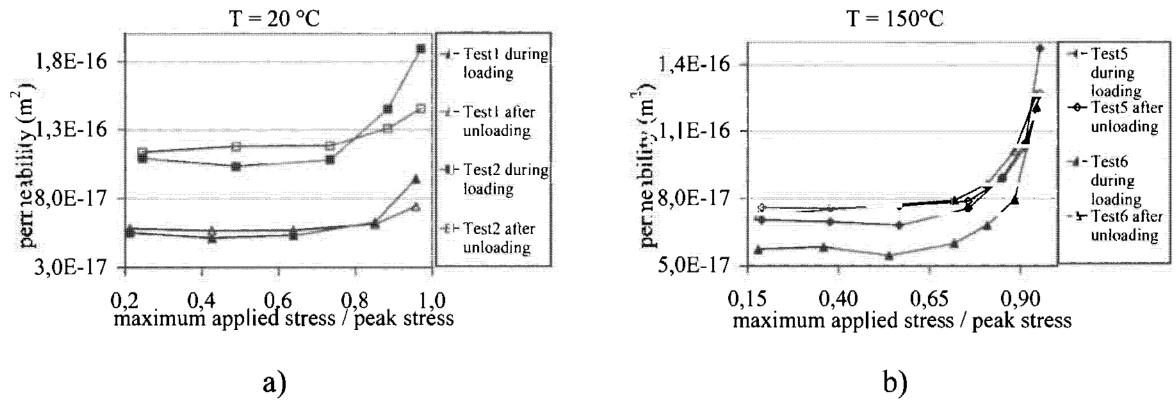 T = 20 °C
permeability (m²)
1,8E-16
1,3E-16
8,0E-17
3,0E-17
0,2 0,4 0,6 0,8 1,0
maximum applied stress / peak stress
Test1 during
loading
Test1 after
unloading
Test2 during
loading
Test2 after
unloading
a)
T = 150°C
permeability (m²)
1,4E-16
1,1E-16
8,0E-17
5,0E-17
0,15 0,40 0,65 0,90
maximum applied stress / peak stress
Test5
during
loading
Test5 after
unloading
Test6
during
loading
Test6 after
unloading
b)